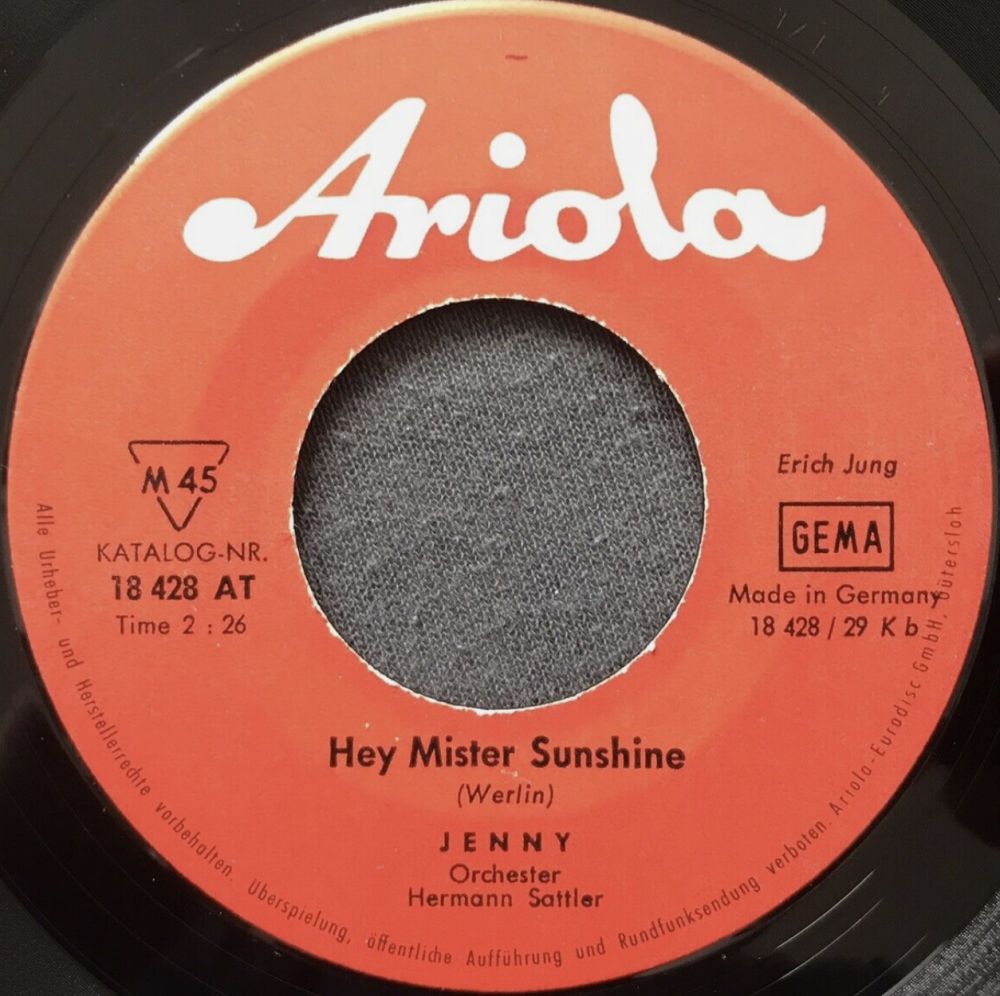 Ariola
M 45
KATALOG-NR.
18 428 AT
Time 2 : 26
Erich Jung
GEMA
Made in Germany
18 428 / 29 K b
Hey Mister Sunshine
(Werlin)
JENNY
Orchester
Hermann Sattler
Alle Urheber- und Herstellerrechte vorbehalten. Überspielung, öffentliche Aufführung und Rundfunksendung verboten. Ariola-Eurodisc GmbH, Gütersloh